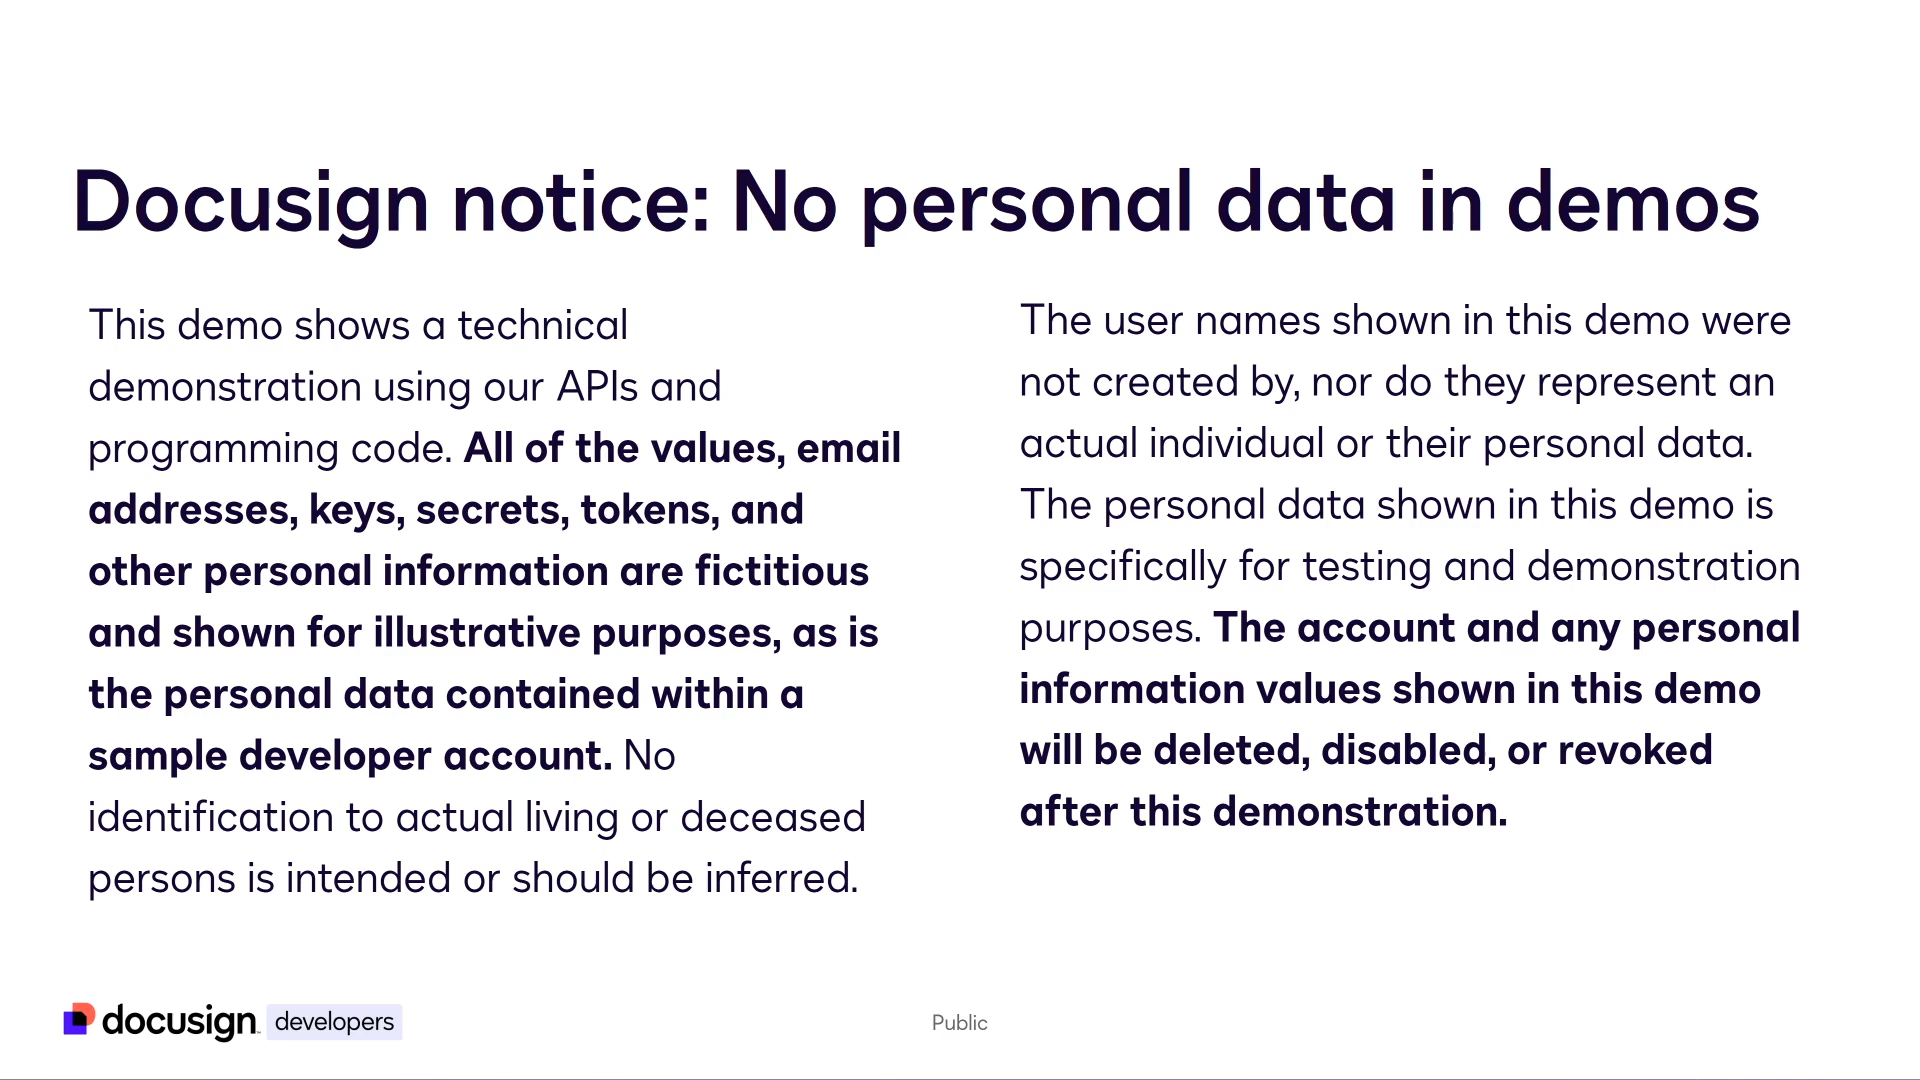 Docusign notice: No personal data in demos
This demo shows a technical
demonstration using our APIs and
programming code. All of the values, email
addresses, keys, secrets, tokens, and
other personal information are fictitious
and shown for illustrative purposes, as is
the personal data contained within a
sample developer account. No
identification to actual living or deceased
persons is intended or should be inferred.
The user names shown in this demo were
not created by, nor do they represent an
actual individual or their personal data.
The personal data shown in this demo is
specifically for testing and demonstration
purposes. The account and any personal
information values shown in this demo
will be deleted, disabled, or revoked
after this demonstration.
docusign developers
Public